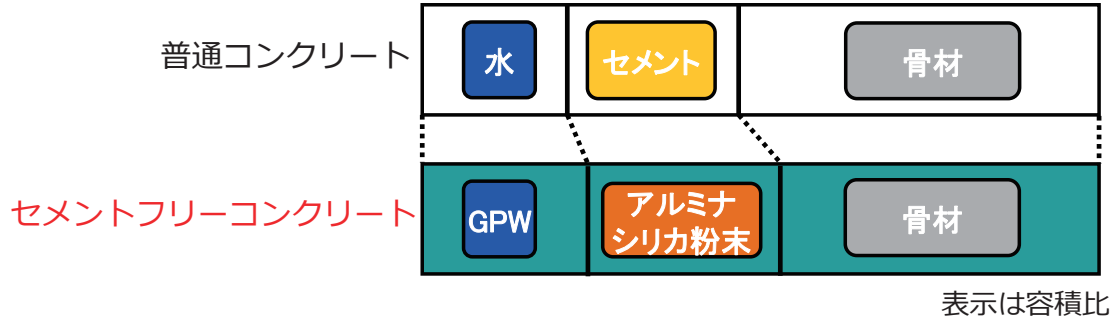 普通コンクリート
水
セメント
骨材
セメントフリーコンクリート
GPW
アルミナ
シリカ粉末
骨材
表示は容積比